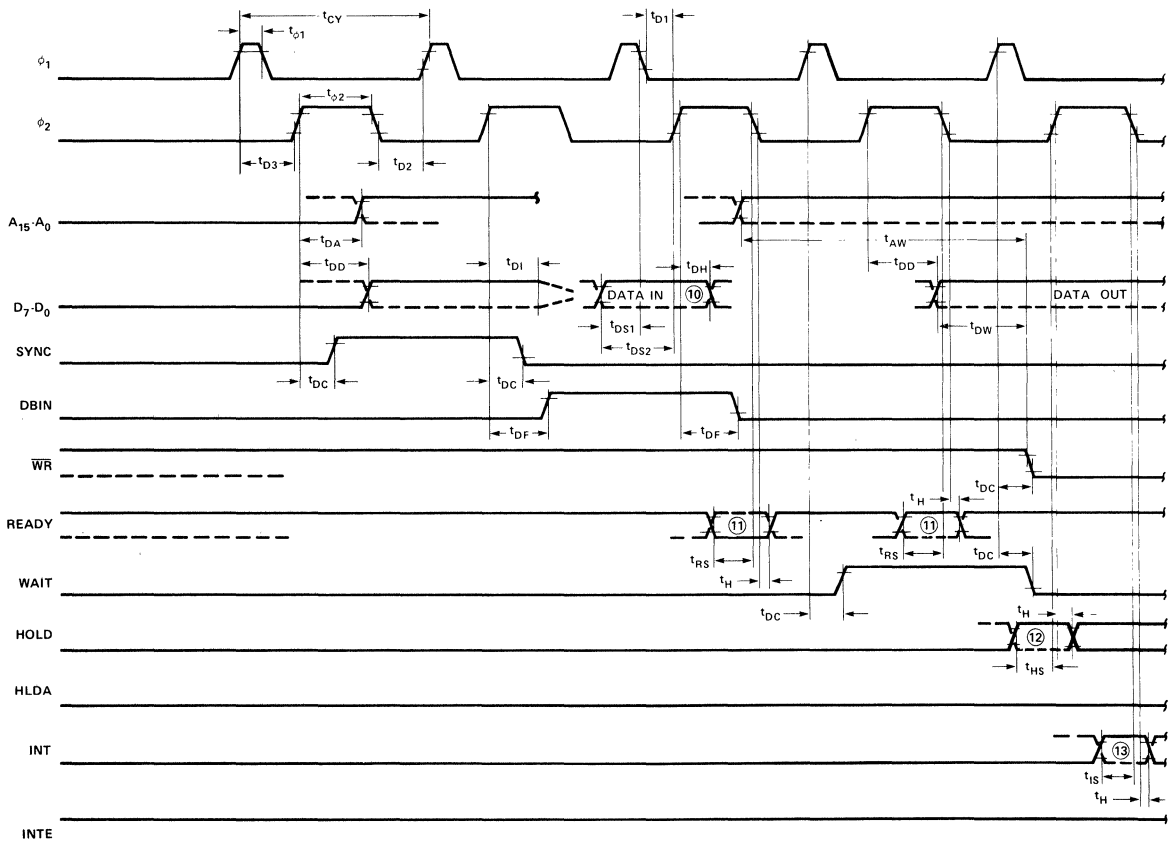 tCY
tD1
tφ1
φ1
tφ2
φ2
tD3
tD2
A15-A0
tDA
tAW
tDD
tDI
tDH
tDD
D7-D0
DATA IN
⑩
DATA OUT
tDS1
tDW
tDS2
SYNC
tDC
tDC
DBIN
tDF
tDF
WR
tH
tDC
READY
⑪
⑪
tRS
tRS
tDC
WAIT
tH
tDC
tH
HOLD
⑫
tHS
HLDA
INT
⑬
tIS
tH
INTE